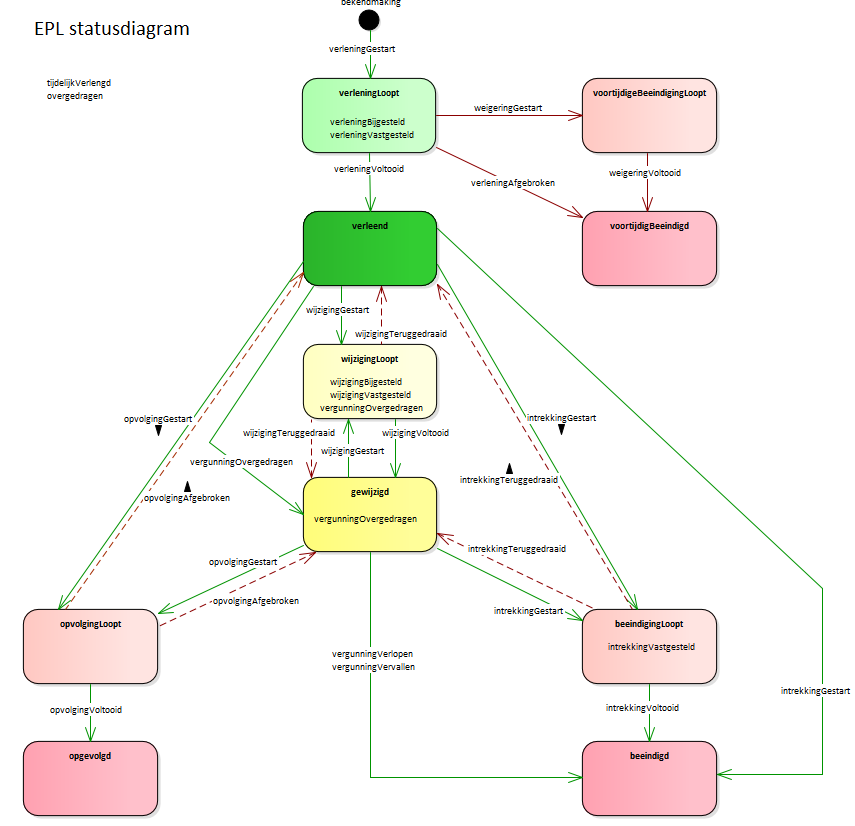 bekendmaking
EPL statusdiagram
verleningGestart
tijdelijkVerlengd
overgedragen
verleningLoopt
verleningBijgesteld
verleningVastgesteld
weigeringGestart
voortijdigeBeeindigingLoopt
verleningVoltooid
verleningAfgebroken
weigeringVoltooid
verleend
voortijdigBeeindigd
wijzigingGestart
wijzigingTeruggedraaid
wijzigingLoopt
wijzigingBijgesteld
wijzigingVastgesteld
vergunningOvergedragen
opvolgingGestart
intrekkingGestart
wijzigingTeruggedraaid
wijzigingVoltooid
wijzigingGestart
vergunningOvergedragen
intrekkingTeruggedraaid
opvolgingAfgebroken
gewijzigd
vergunningOvergedragen
intrekkingTeruggedraaid
opvolgingGestart
opvolgingAfgebroken
intrekkingGestart
opvolgingLoopt
beeindigingLoopt
intrekkingVastgesteld
vergunningVerlopen
vergunningVervallen
intrekkingGestart
opvolgingVoltooid
intrekkingVoltooid
opgevolgd
beeindigd